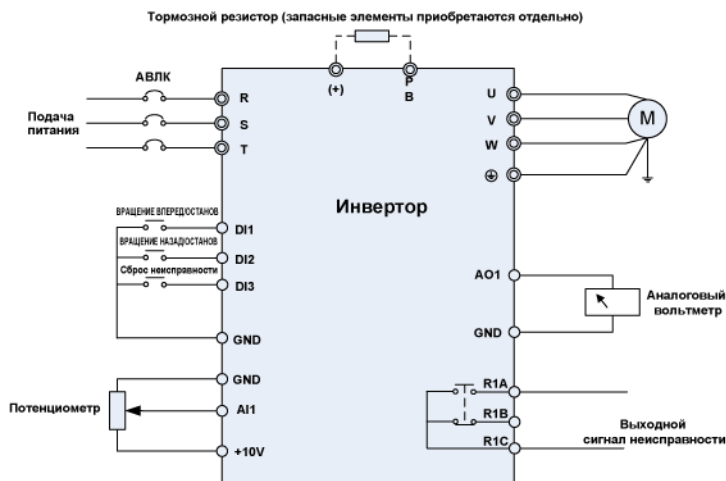 Тормозной резистор (запасные элементы приобретаются отдельно)
(+)
P
B
АВЛК
Подача
питания
R
S
T
U
V
W
M
Инвертор
ВРАЩЕНИЕ ВПЕРЕД/ОСТАНОВ
DI1
ВРАЩЕНИЕ НАЗАД/ОСТАНОВ
DI2
Сброс неисправности
DI3
GND
AO1
GND
Аналоговый
вольтметр
Потенциометр
GND
AI1
+10V
R1A
R1B
R1C
Выходной
сигнал неисправности